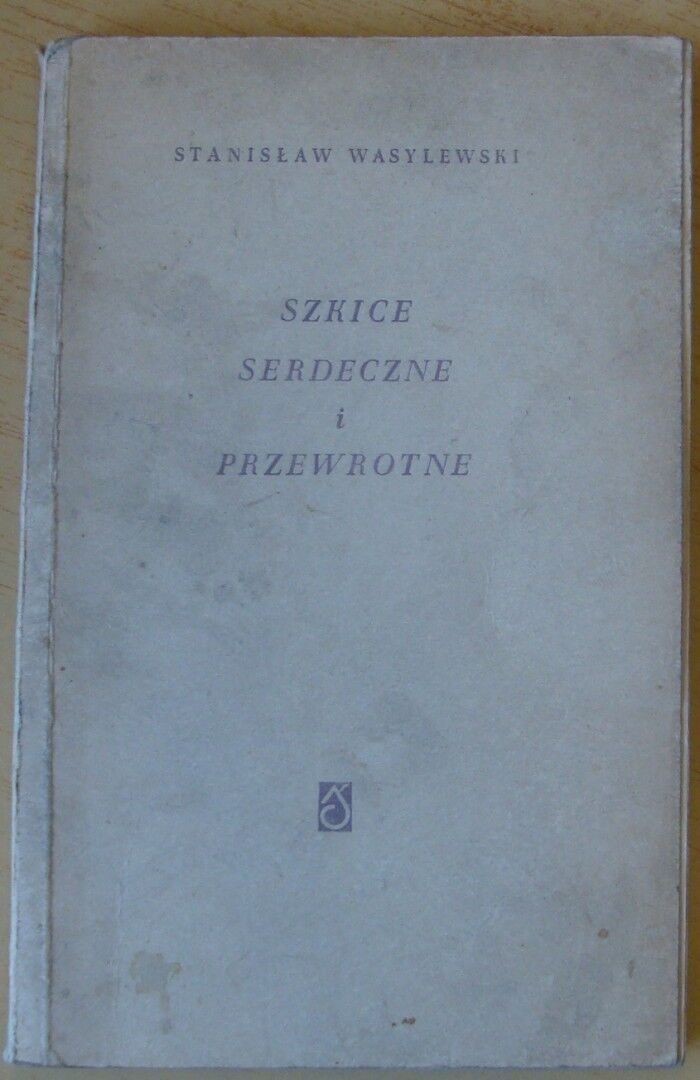 STANISŁAW WASYLEWSKI
SZKICE
SERDECZNE
i
PRZEWROTNE